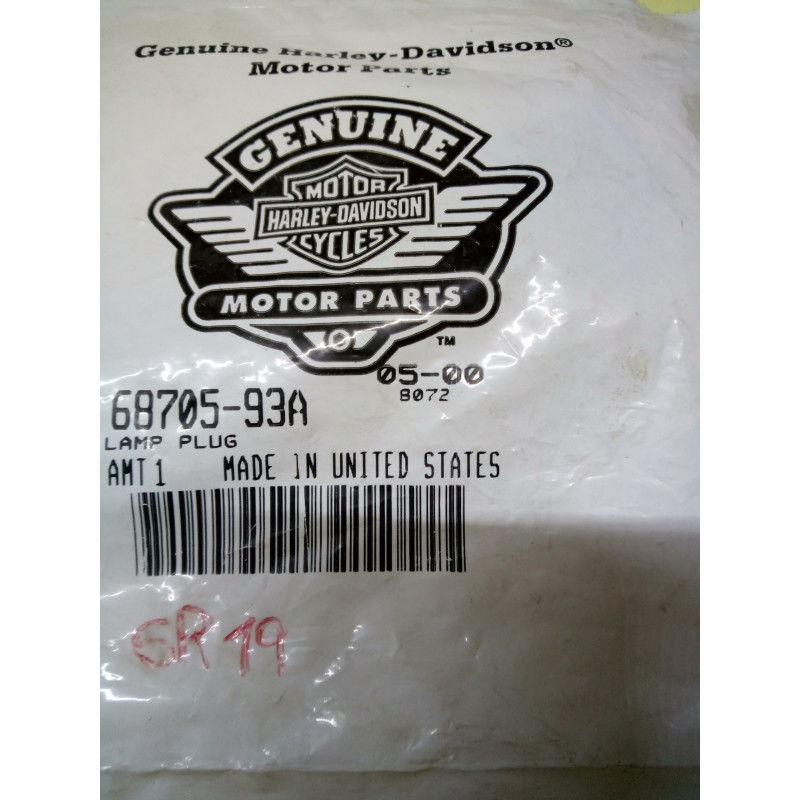 Genuine Harley-Davidson®
Motor Parts
GENUINE
MOTOR
HARLEY-DAVIDSON
CYCLES
MOTOR PARTS
TM
05-00
8072
68705-93A
LAMP PLUG
AMT 1 MADE IN UNITED STATES
SR 19